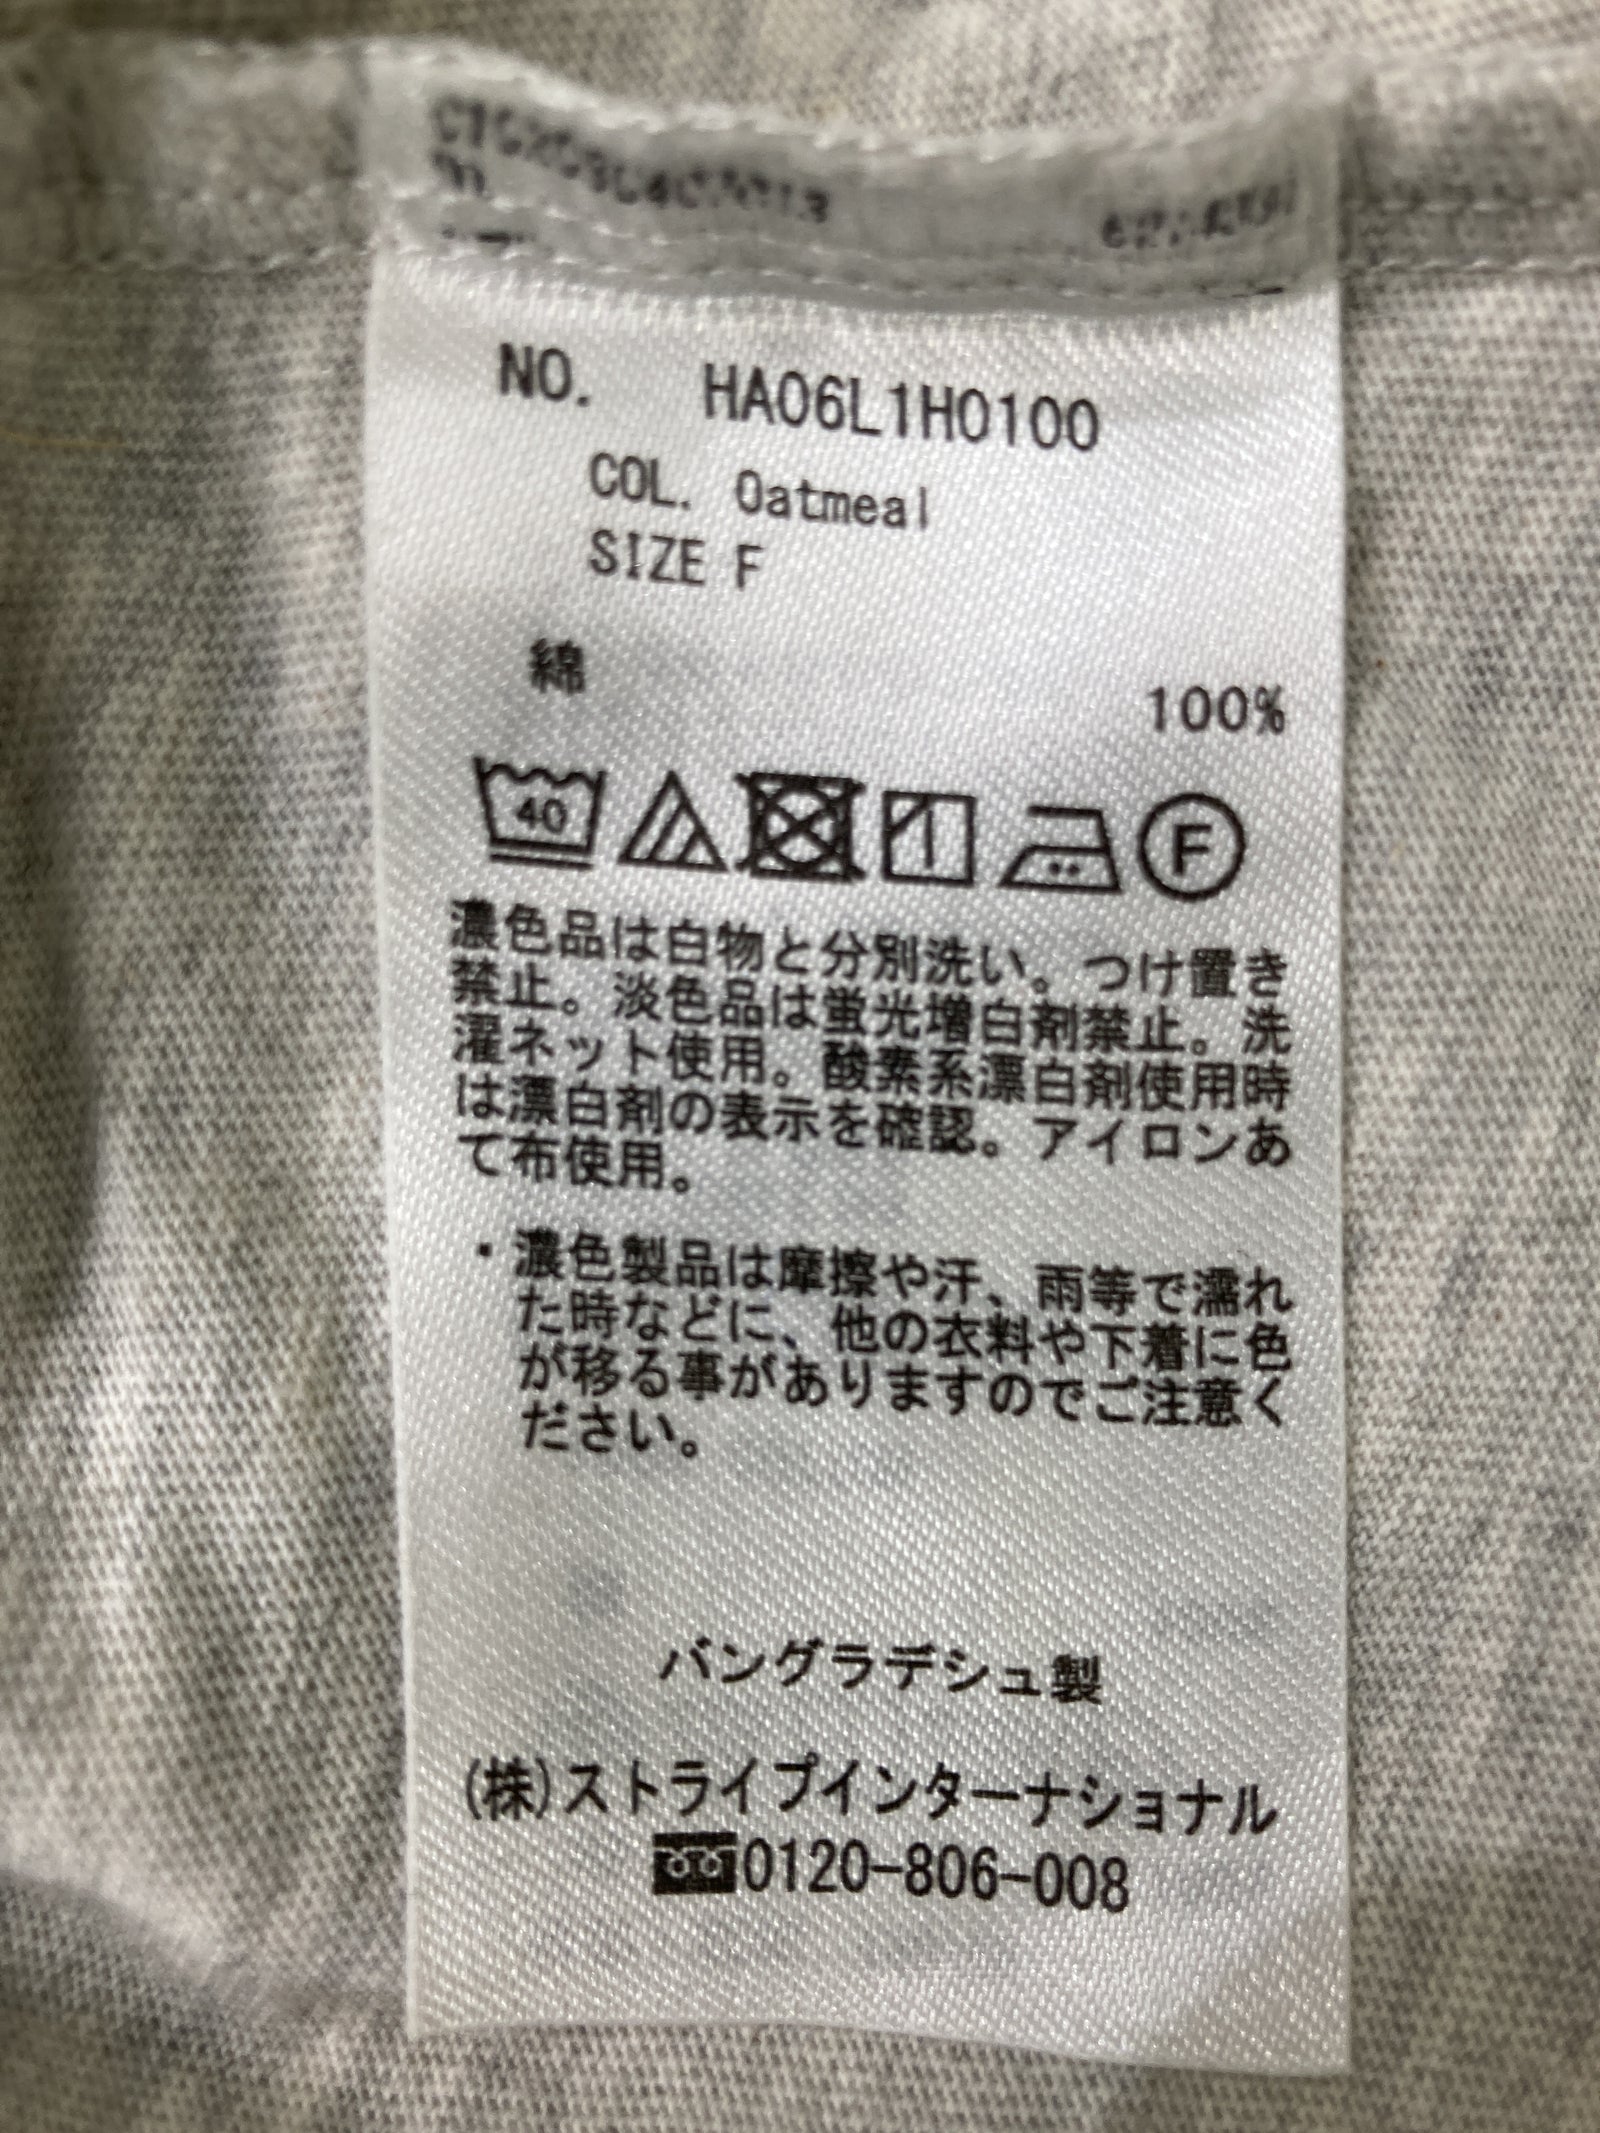 NO. HA06L1H0100
COL. Oatmeal
SIZE F
綿 100%
40 F
濃色品は白物と分別洗い。つけ置き
禁止。淡色品は蛍光増白剤禁止。洗
濯ネット使用。酸素系漂白剤使用時
は漂白剤の表示を確認。アイロンあ
て布使用。
・濃色製品は摩擦や汗、雨等で濡れ
た時などに、他の衣料や下着に色
が移る事がありますのでご注意く
ださい。
バングラデシュ製
(株)ストライプインターナショナル
0120-806-008